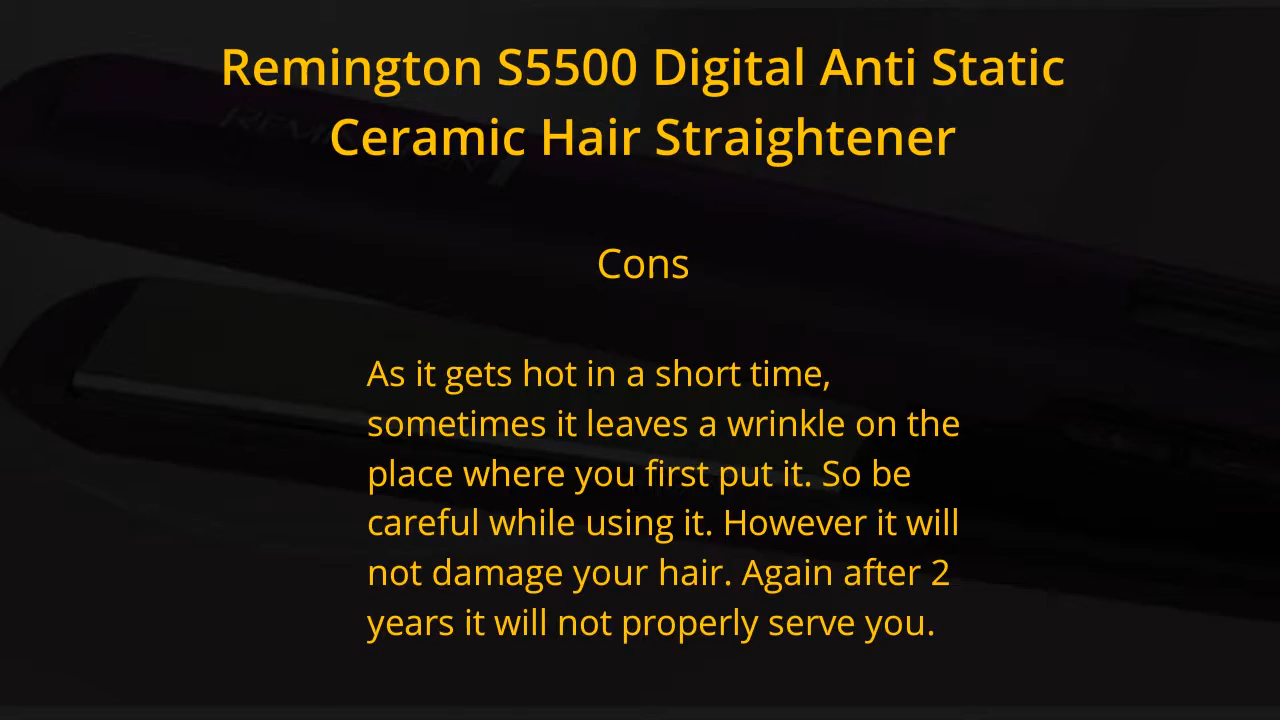 Remington S5500 Digital Anti Static
Ceramic Hair Straightener
REMINGTON
Cons
As it gets hot in a short time,
sometimes it leaves a wrinkle on the
place where you first put it. So be
careful while using it. However it will
not damage your hair. Again after 2
years it will not properly serve you.